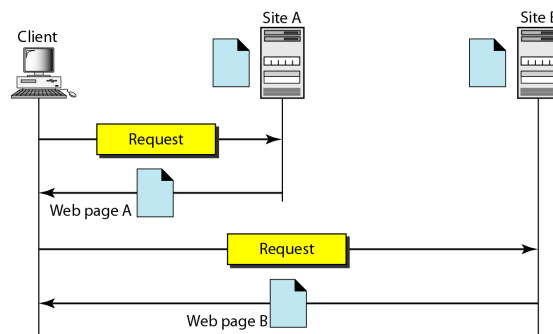 Site A
Site B
Client
Request
Web page A
Request
Web page B